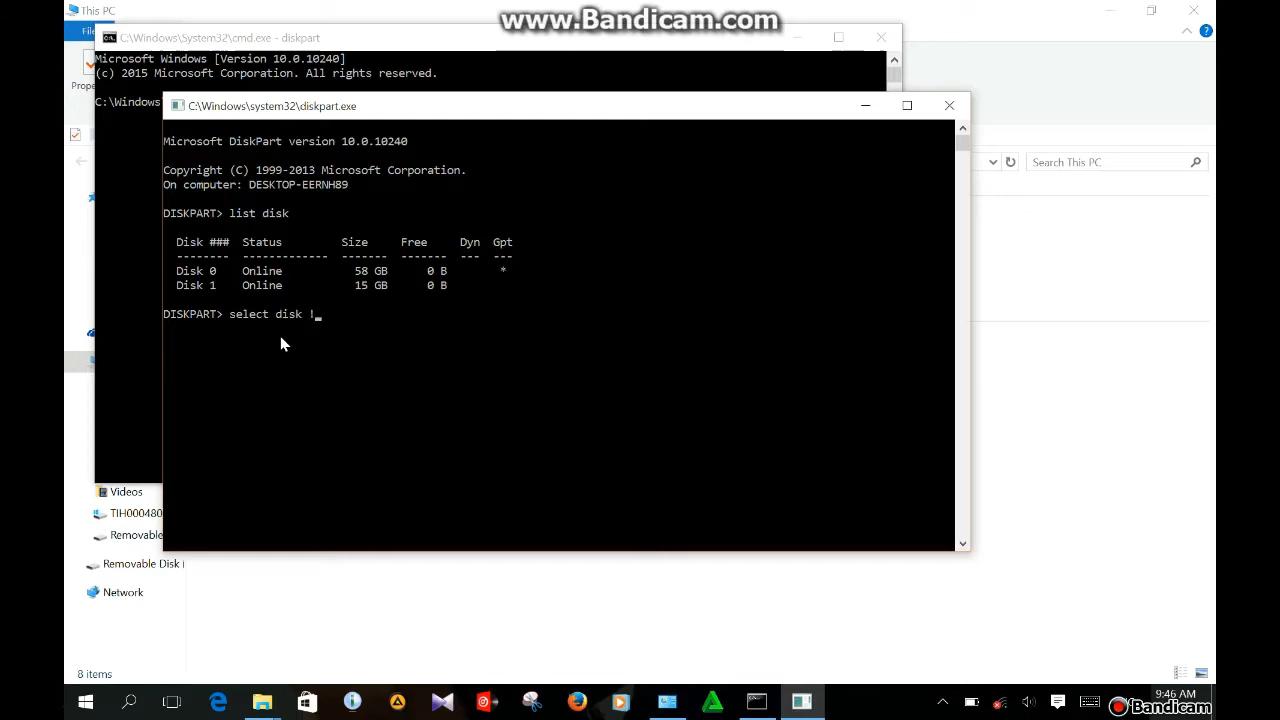 This PC
www.Bandicam.com
File
C:\Windows\System32\cmd.exe - diskpart
Microsoft Windows [Version 10.0.10240]
(c) 2015 Microsoft Corporation. All rights reserved.
Prope
C:\Windows
C:\Windows\system32\diskpart.exe
Microsoft DiskPart version 10.0.10240
Search This PC
Copyright (C) 1999-2013 Microsoft Corporation.
On computer: DESKTOP-EERNH89
DISKPART> list disk
Disk ### Status Size Free Dyn Gpt
-------- ------------- ------- ------- --- ---
Disk 0 Online 58 GB 0 B *
Disk 1 Online 15 GB 0 B
DISKPART> select disk !_
Videos
TIH000480
Removable
Removable Disk
Network
8 items
9:46 AM
Bandicam